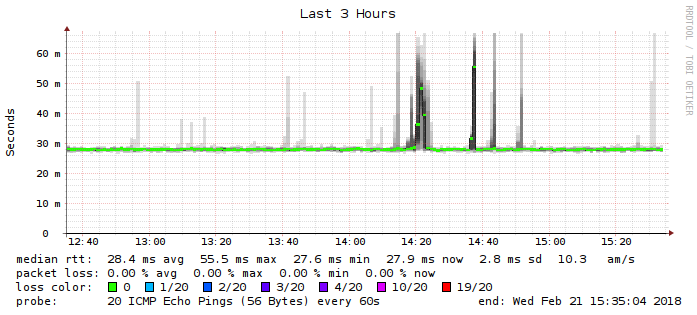 Last 3 Hours
RRDTOOL / TOBI OETIKER
Seconds
60 m
50 m
40 m
30 m
20 m
10 m
0
12:40 13:00 13:20 13:40 14:00 14:20 14:40 15:00 15:20
median rtt: 28.4 ms avg 55.5 ms max 27.6 ms min 27.9 ms now 2.8 ms sd 10.3 am/s
packet loss: 0.00 % avg 0.00 % max 0.00 % min 0.00 % now
loss color: 0 1/20 2/20 3/20 4/20 10/20 19/20
probe: 20 ICMP Echo Pings (56 Bytes) every 60s end: Wed Feb 21 15:35:04 2018